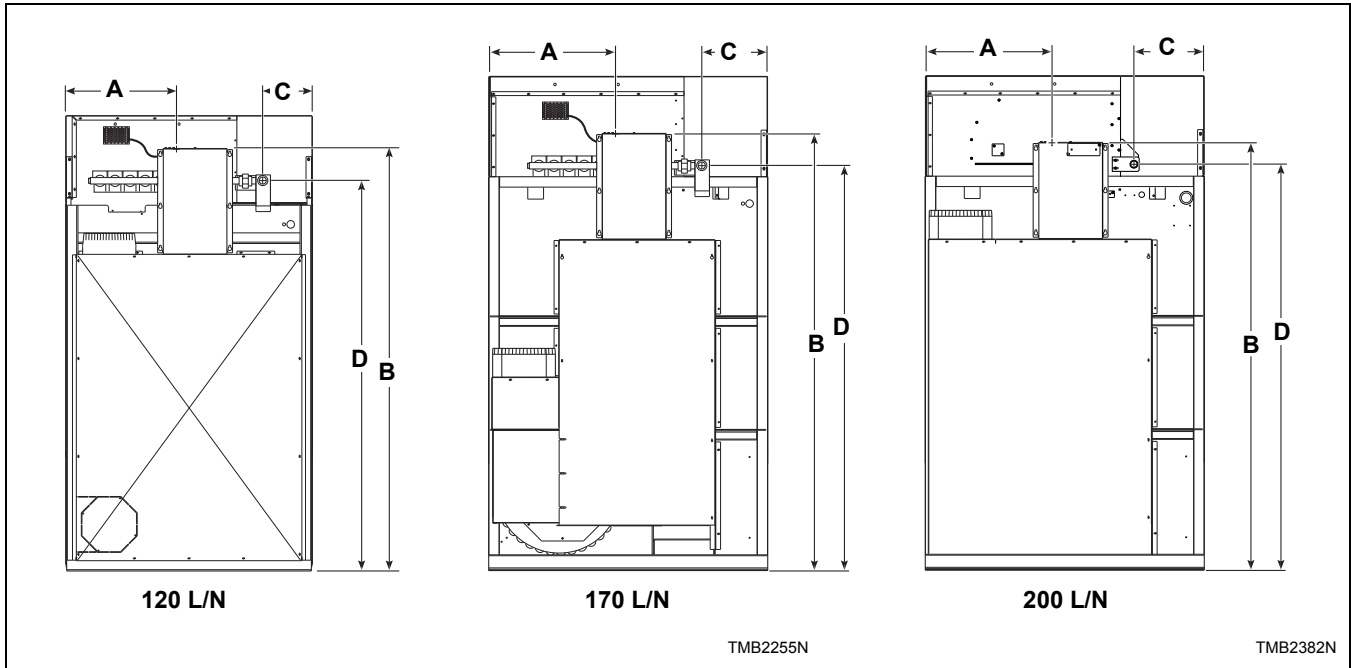 A C
A C
A C
D B
B D
B D
120 L/N
170 L/N
200 L/N
TMB2255N
TMB2382N